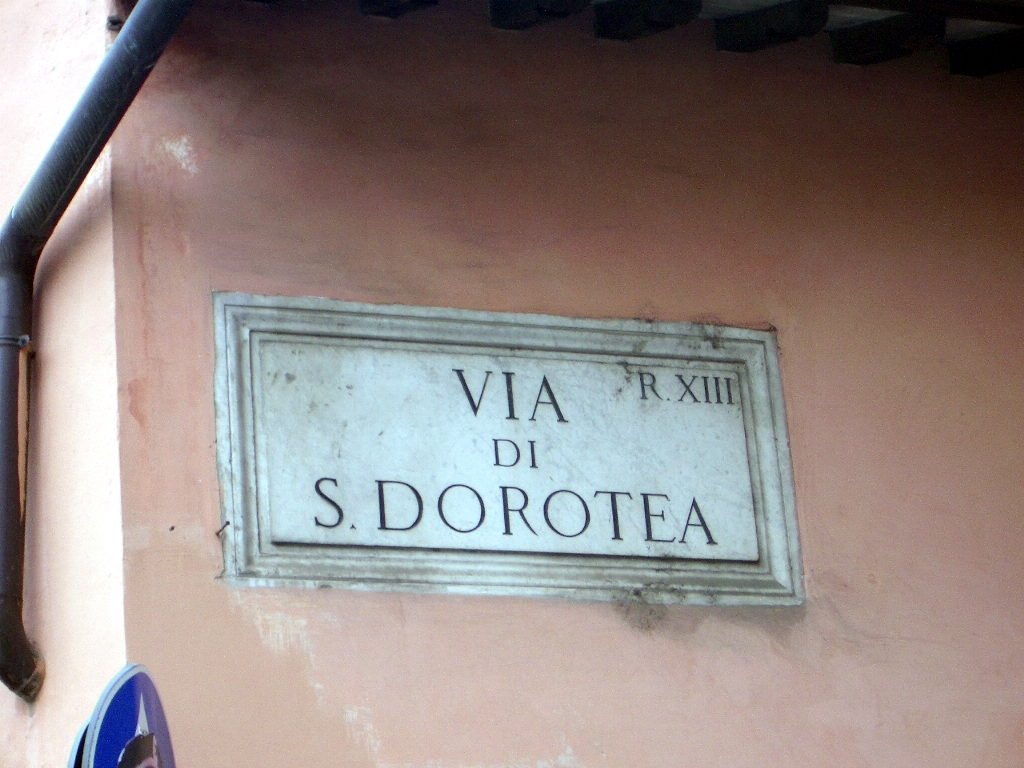 VIA R. XIII
DI
S. DOROTEA